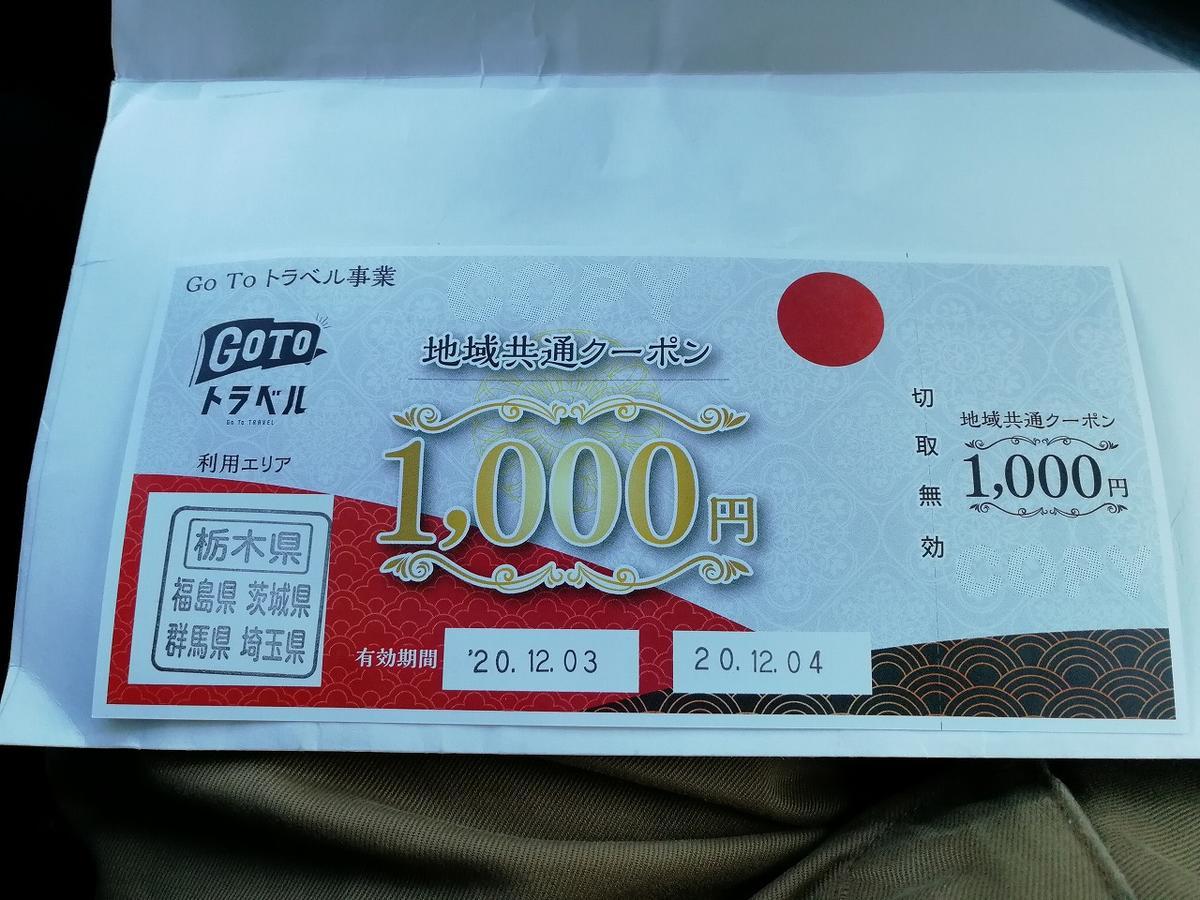 Go To トラベル事業
COPY
GOTO
トラベル
Go To TRAVEL
地域共通クーポン
1,000円
利用エリア
栃木県
福島県 茨城県
群馬県 埼玉県
有効期間 '20.12.03 20.12.04
切取無効
地域共通クーポン
1,000円
COPY